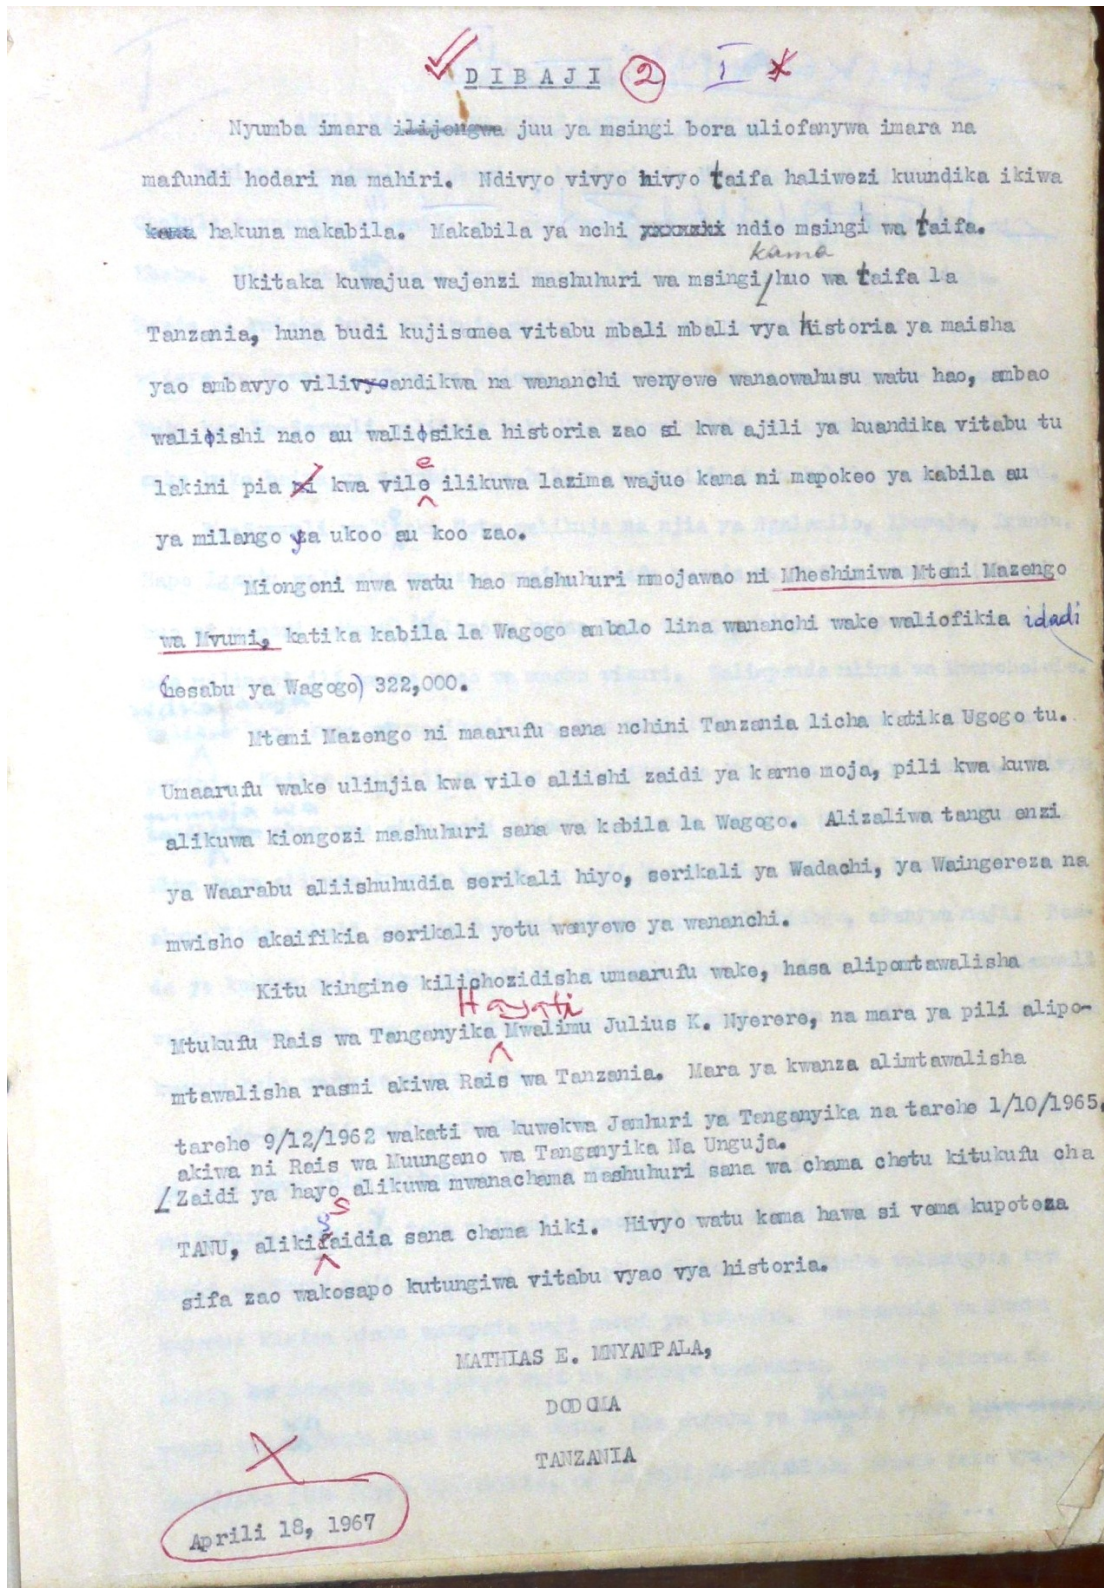 DIBAJI 2 I x
Nyumba imara ilijengwa juu ya msingi bora uliofanywa imara na
mafundi hodari na mahiri. Ndivyo vivyo hivyo taifa haliwezi kuundika ikiwa
kawa hakuna makabila. Makabila ya nchi ndio msingi wa taifa.
kama
Ukitaka kuwajua wajenzi mashuhuri wa msingi/huo wa taifa la
Tanzania, huna budi kujisomea vitabu mbali mbali vya historia ya maisha
yao ambavyo vilivyoandikwa na wananchi wenyewe wanaowahusu watu hao, ambao
waliishi nao au walisikia historia zao si kwa ajili ya kuandika vitabu tu
e
lakini pia ni kwa vile ilikuwa lazima wajue kama ni mapokeo ya kabila au
ya milango ya ukoo au koo zao.
Miongoni mwa watu hao mashuhuri mmojawao ni Mheshimiwa Mtemi Mazengo
wa Mvumi, katika kabila la Wagogo ambalo lina wananchi wake waliofikia idadi
(hesabu ya Wagogo) 322,000.
Mtemi Mazengo ni maarufu sana nchini Tanzania licha katika Ugogo tu.
Umaarufu wake ulimjia kwa vile aliishi zaidi ya karne moja, pili kwa kuwa
alikuwa kiongozi mashuhuri sana wa kabila la Wagogo. Alizaliwa tangu enzi
ya Waarabu aliishuhudia serikali hiyo, serikali ya Wadachi, ya Waingereza na
mwisho akaifikia serikali yetu wenyewe ya wananchi.
Kitu kingine kilichozidisha umaarufu wake, hasa alipomtawalisha
Hayati
Mtukufu Rais wa Tanganyika Mwalimu Julius K. Nyerere, na mara ya pili alipo-
mtawalisha rasmi akiwa Rais wa Tanzania. Mara ya kwanza alimtawalisha
tarehe 9/12/1962 wakati wa kuwekwa Jamhuri ya Tanganyika na tarehe 1/10/1965,
akiwa ni Rais wa Muungano wa Tanganyika Na Unguja.
Zaidi ya hayo alikuwa mwanachama mashuhuri sana wa chama chetu kitukufu cha
s
TANU, alikisaidia sana chama hiki. Hivyo watu kama hawa si vema kupoteza
sifa zao wakosapo kutungiwa vitabu vyao vya historia.
MATHIAS E. MNYAMPALA,
DODOMA
TANZANIA
X
Aprili 18, 1967